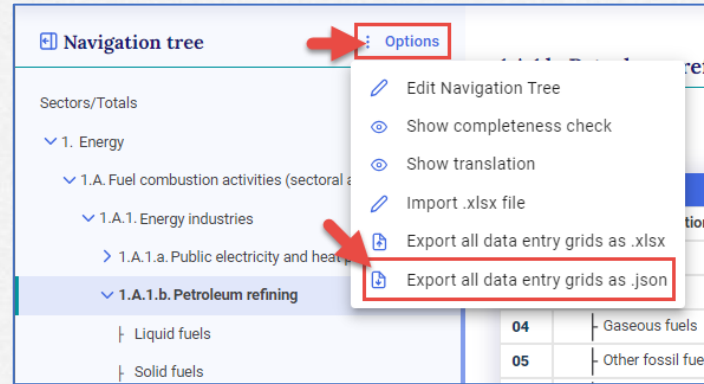 Navigation tree
Options
Edit Navigation Tree
Show completeness check
Show translation
Import .xlsx file
Export all data entry grids as .xlsx
Export all data entry grids as .json
Sectors/Totals
1. Energy
1.A. Fuel combustion activities (sectoral
1.A.1. Energy industries
1.A.1.a. Public electricity and heat
1.A.1.b. Petroleum refining
Liquid fuels
Solid fuels
04 Gaseous fuels
05 Other fossil fue